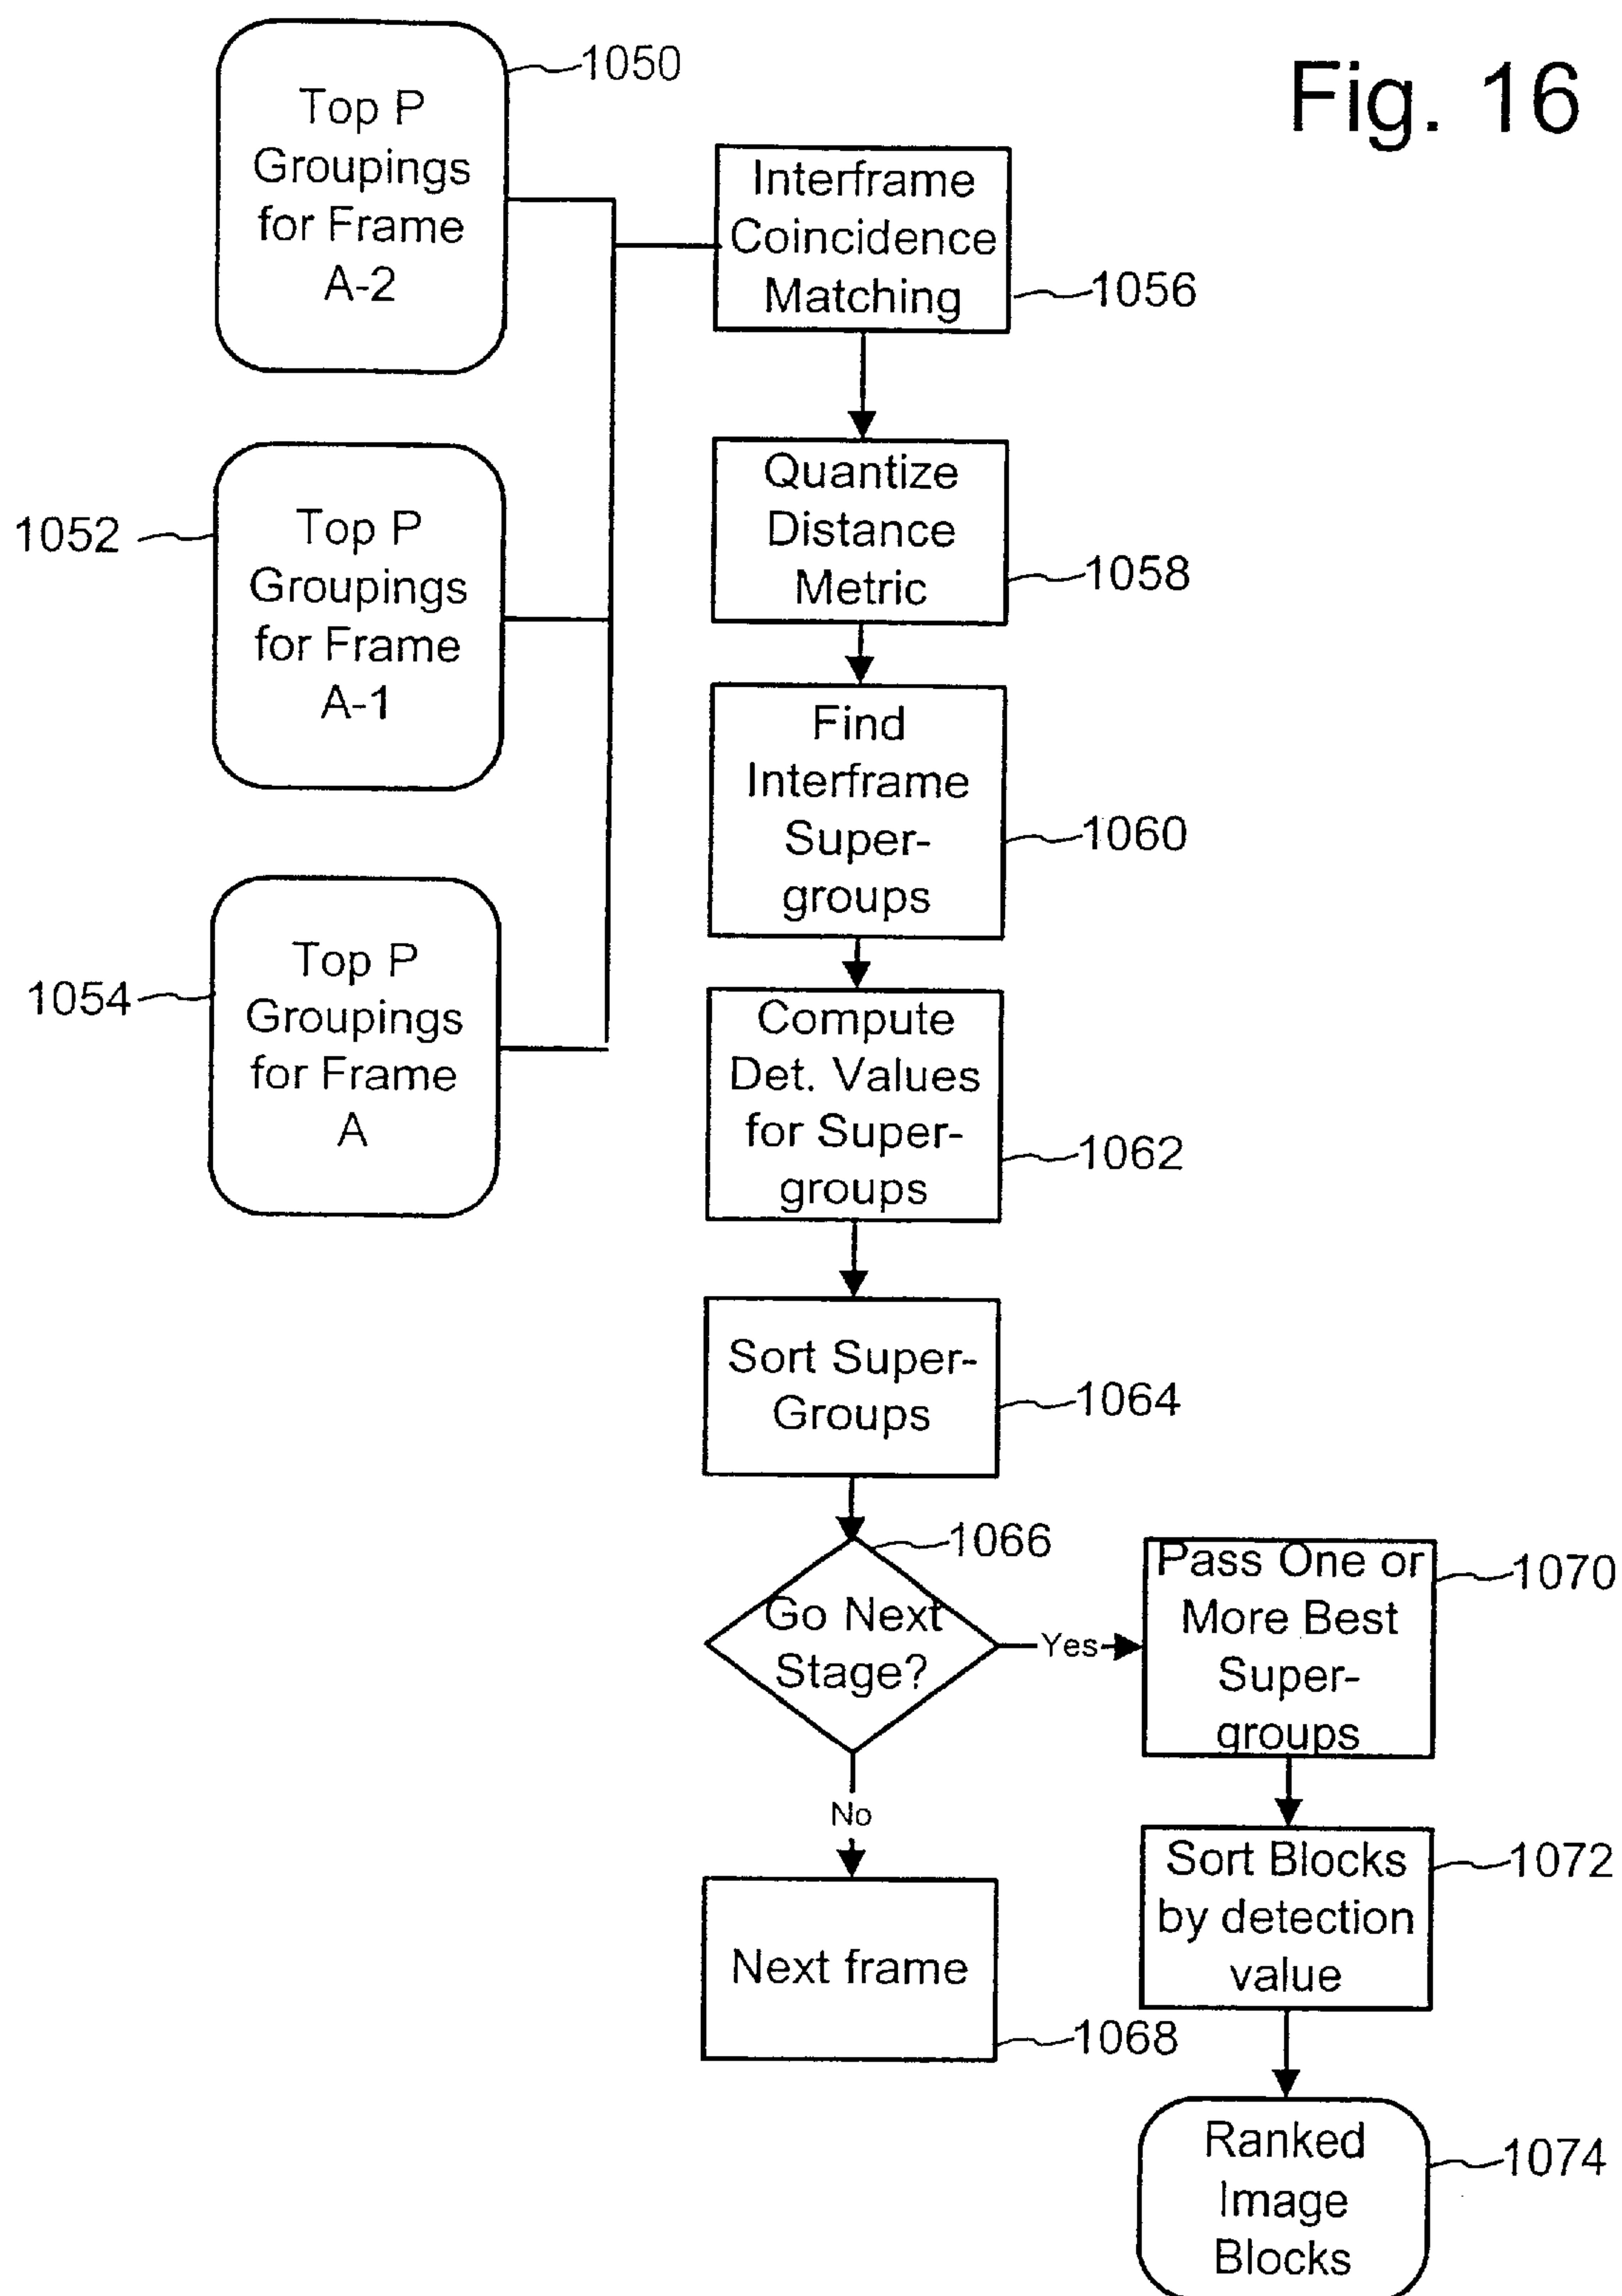 Fig. 16
Top P
Groupings
for Frame
A-2
1050
Interframe
Coincidence
Matching
1056
Top P
Groupings
for Frame
A-1
1052
Quantize
Distance
Metric
1058
Find
Interframe
Super-
groups
1060
Top P
Groupings
for Frame
A
1054
Compute
Det. Values
for Super-
groups
1062
Sort Super-
Groups
1064
Go Next
Stage?
1066
Yes
Pass One or
More Best
Super-
groups
1070
No
Next frame
1068
Sort Blocks
by detection
value
1072
Ranked
Image
Blocks
1074